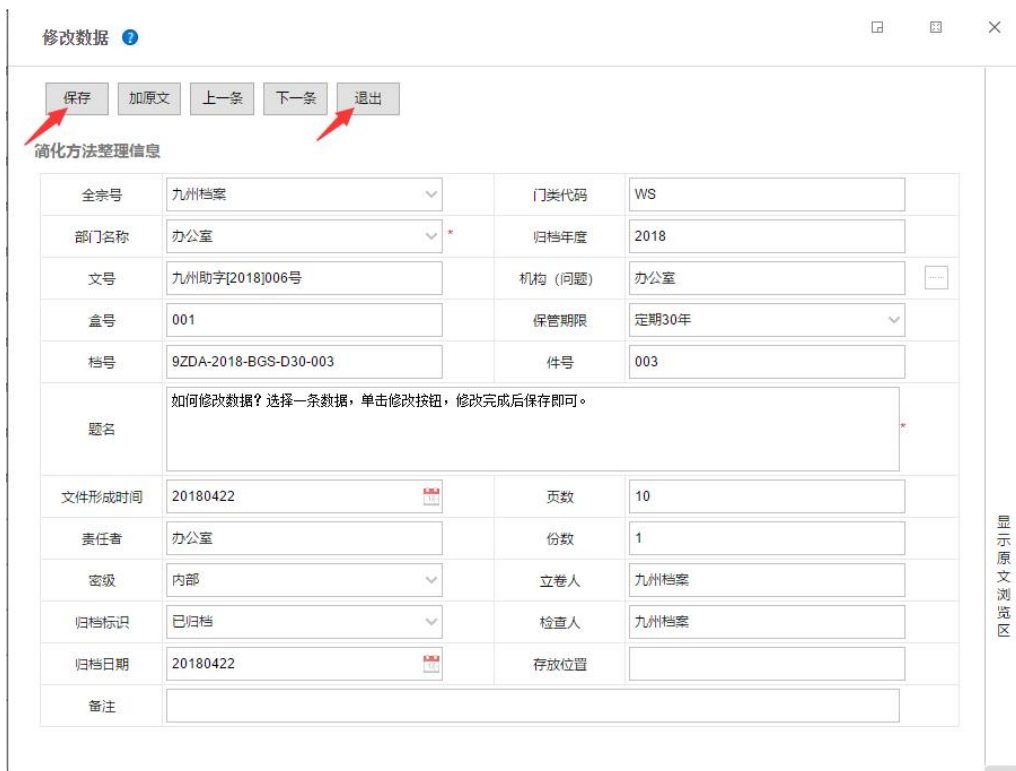 修改数据 ?
保存 加原文 上一条 下一条 退出
简化方法整理信息
全宗号 九州档案 门类代码 WS
部门名称 办公室 * 归档年度 2018
文号 九州助字[2018]006号 机构（问题） 办公室 ...
盒号 001 保管期限 定期30年
档号 9ZDA-2018-BGS-D30-003 件号 003
题名 如何修改数据？选择一条数据，单击修改按钮，修改完成后保存即可。 *
文件形成时间 20180422 页数 10
责任者 办公室 份数 1
密级 内部 立卷人 九州档案
归档标识 已归档 检查人 九州档案
归档日期 20180422 存放位置
备注
显示原文浏览区